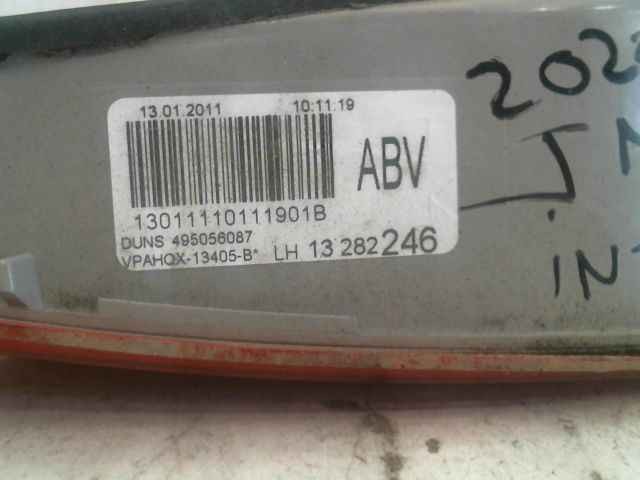 13.01.2011 10:11.19
ABV
13011110111901B
DUNS 495056087
VPAHQX-13405-B* LH 13 282 246